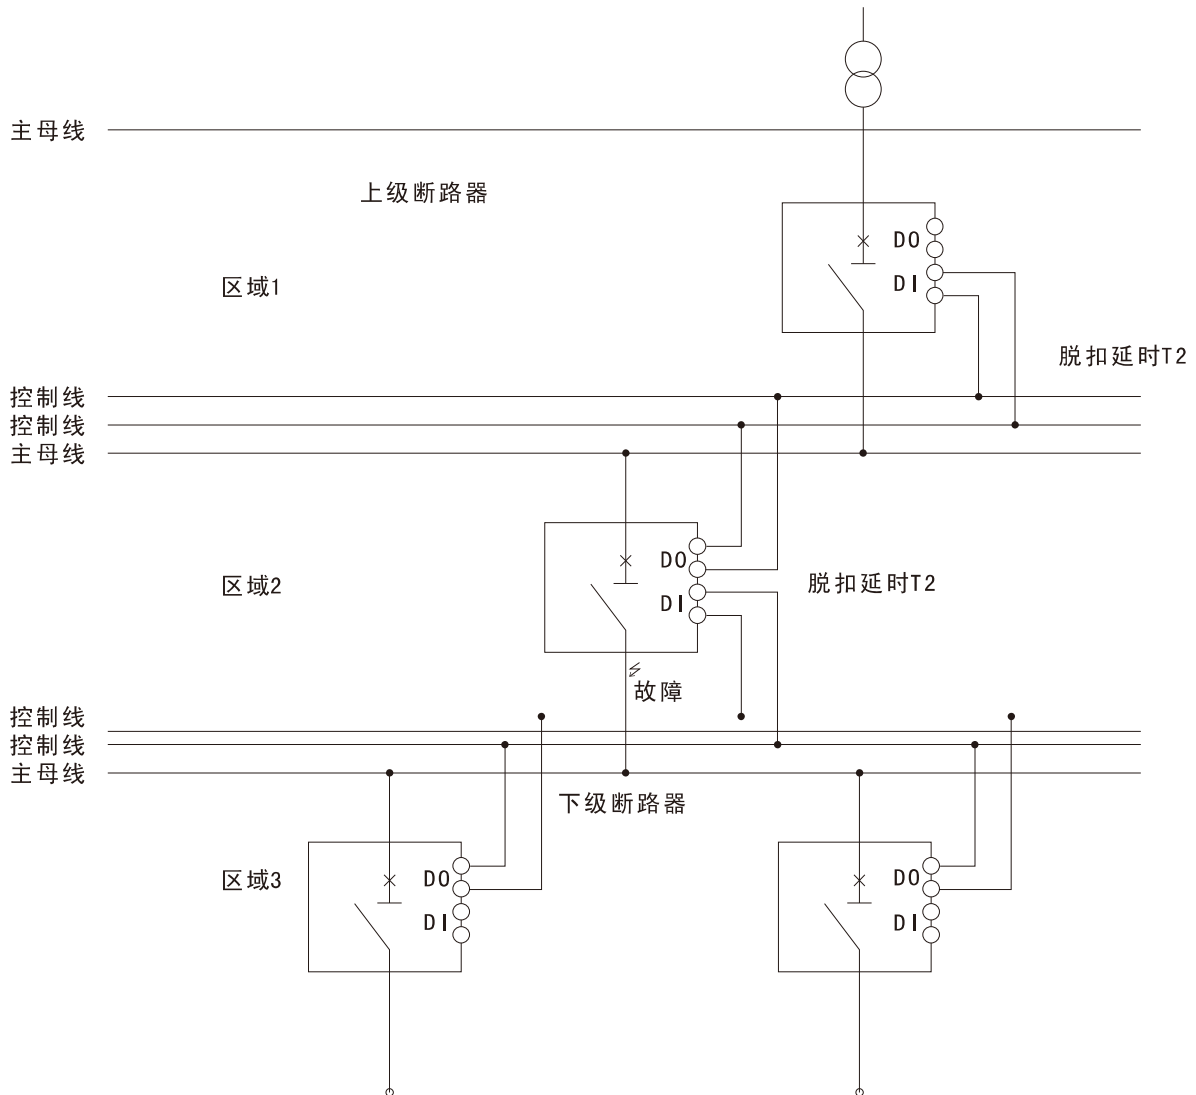 主母线
上级断路器
DO
区域1
DI
脱扣延时T2
控制线
控制线
主母线
DO
区域2
脱扣延时T2
DI
故障
控制线
控制线
主母线
下级断路器
区域3
DO
DO
DI
DI